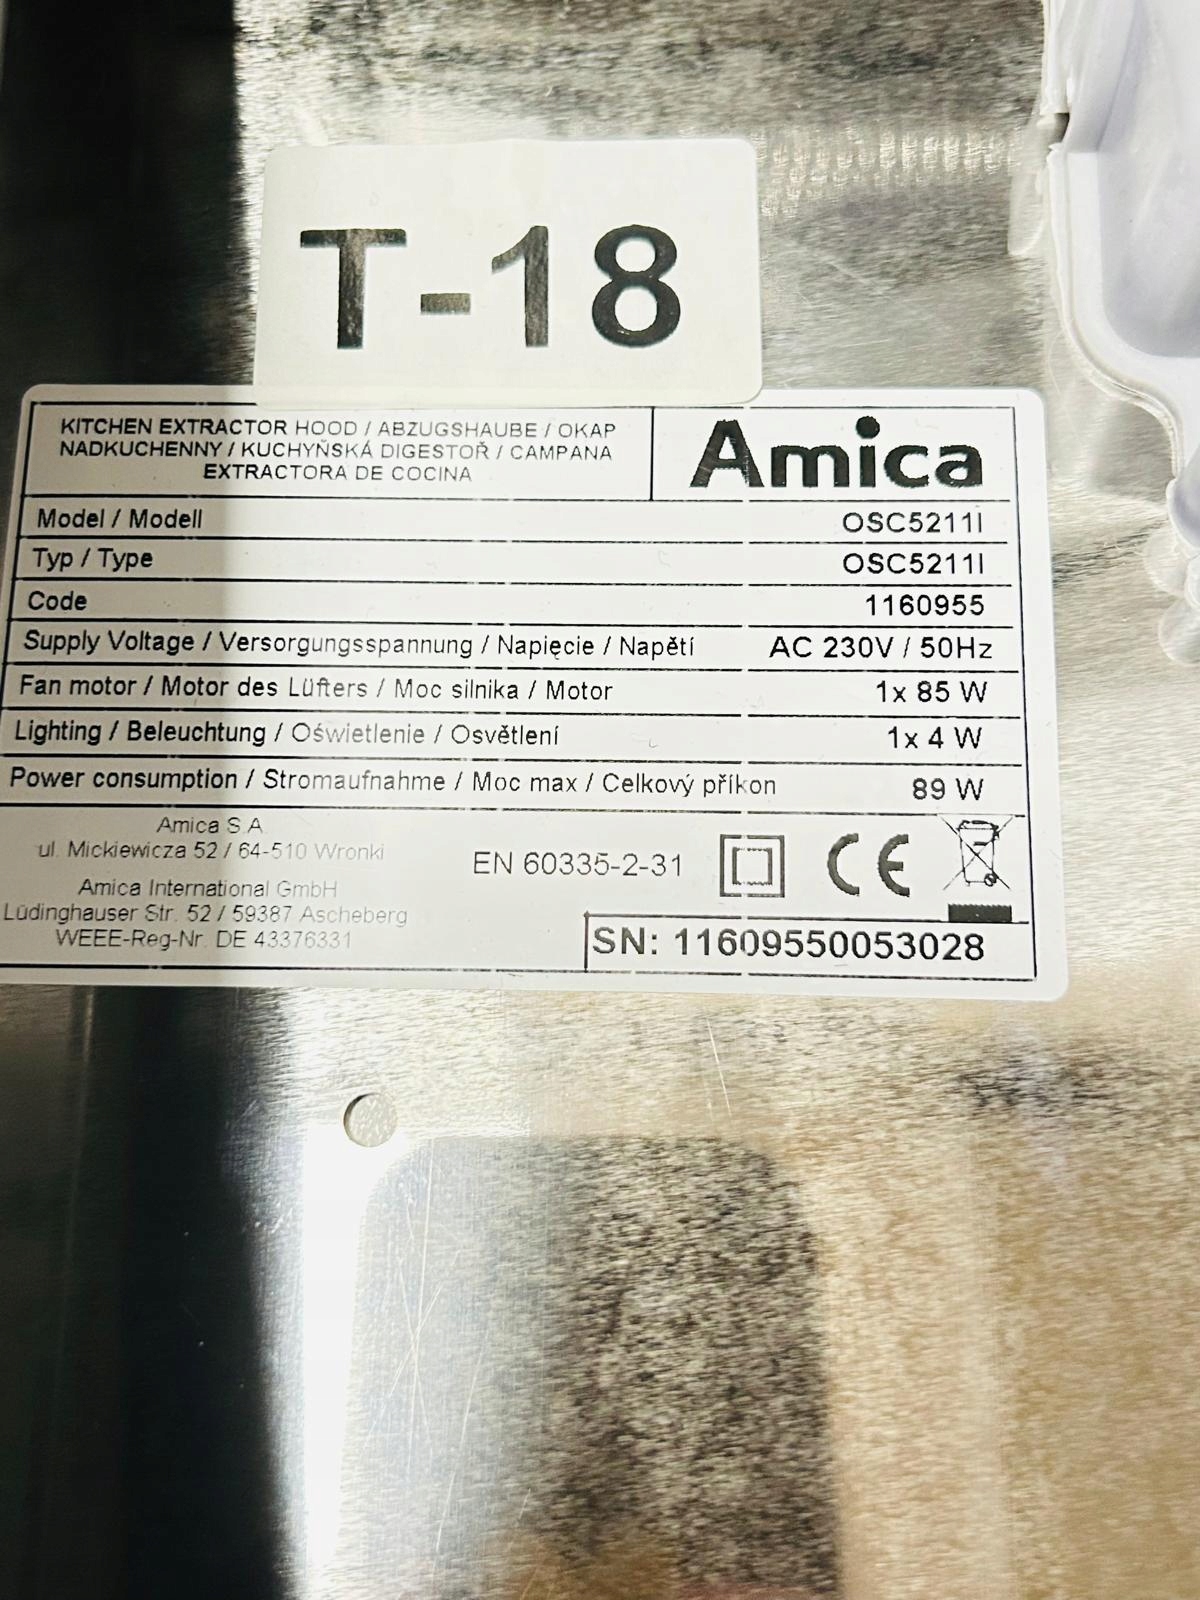 T-18
KITCHEN EXTRACTOR HOOD / ABZUGSHAUBE / OKAP
NADKUCHENNY / KUCHYŇSKÁ DIGESTOŘ / CAMPANA
EXTRACTORA DE COCINA
Amica
Model / Modell OSC5211I
Typ / Type OSC5211I
Code 1160955
Supply Voltage / Versorgungsspannung / Napięcie / Napětí AC 230V / 50Hz
Fan motor / Motor des Lüfters / Moc silnika / Motor 1x 85 W
Lighting / Beleuchtung / Oświetlenie / Osvětlení 1x 4 W
Power consumption / Stromaufnahme / Moc max / Celkový příkon 89 W
Amica S.A.
ul. Mickiewicza 52 / 64-510 Wronki
Amica International GmbH
Lüdinghauser Str. 52 / 59387 Ascheberg
WEEE-Reg-Nr. DE 43376331
EN 60335-2-31
CE
SN: 11609550053028